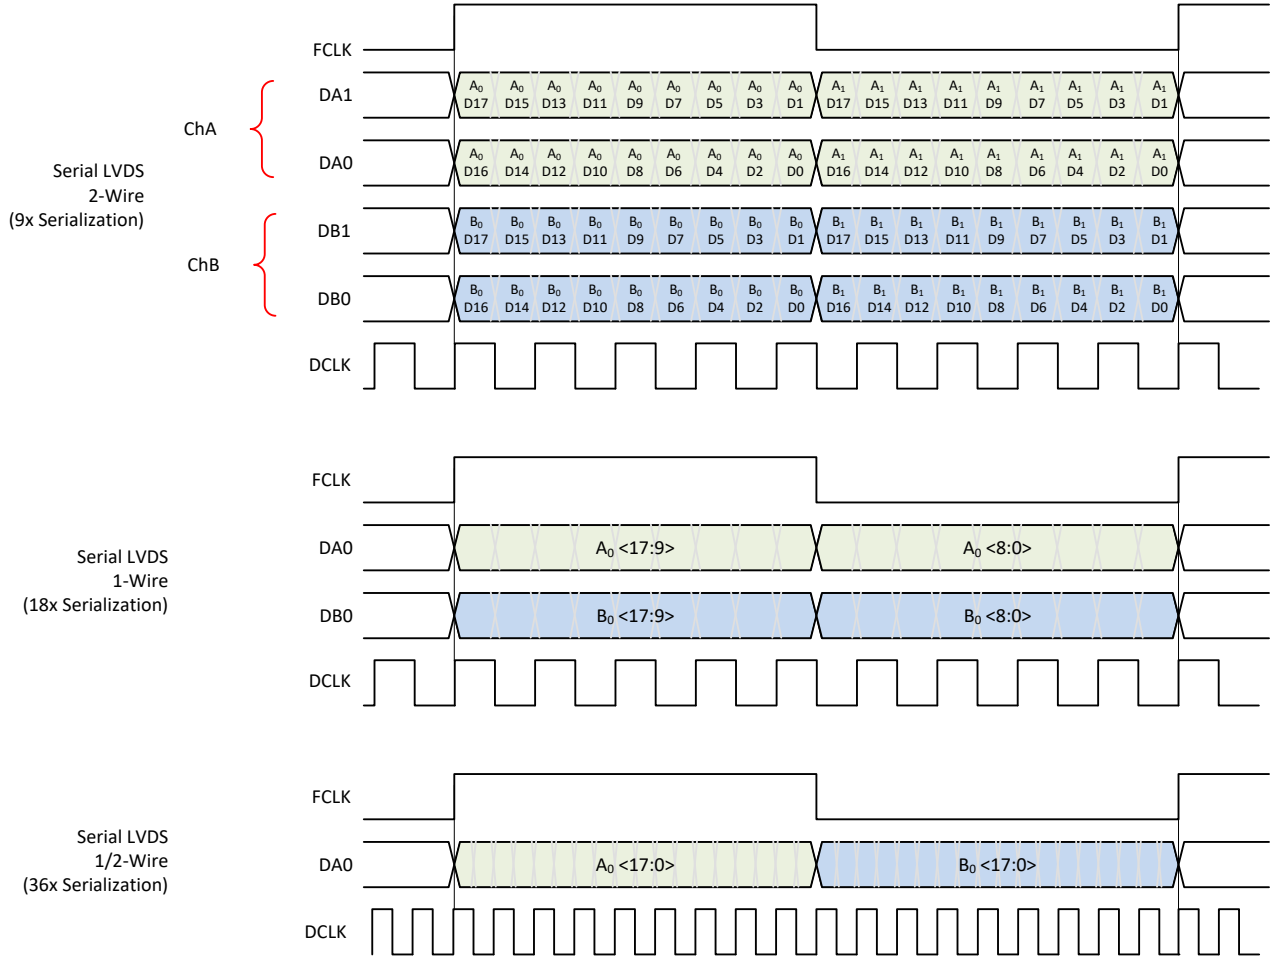 FCLK
A0 A0 A0 A0 A0 A0 A0 A0 A0 A1 A1 A1 A1 A1 A1 A1 A1 A1
DA1 D17 D15 D13 D11 D9 D7 D5 D3 D1 D17 D15 D13 D11 D9 D7 D5 D3 D1
ChA
A0 A0 A0 A0 A0 A0 A0 A0 A0 A1 A1 A1 A1 A1 A1 A1 A1 A1
DA0 D16 D14 D12 D10 D8 D6 D4 D2 D0 D16 D14 D12 D10 D8 D6 D4 D2 D0
Serial LVDS
2-Wire
(9x Serialization)
B0 B0 B0 B0 B0 B0 B0 B0 B0 B1 B1 B1 B1 B1 B1 B1 B1 B1
DB1 D17 D15 D13 D11 D9 D7 D5 D3 D1 D17 D15 D13 D11 D9 D7 D5 D3 D1
ChB
B0 B0 B0 B0 B0 B0 B0 B0 B0 B1 B1 B1 B1 B1 B1 B1 B1 B1
DB0 D16 D14 D12 D10 D8 D6 D4 D2 D0 D16 D14 D12 D10 D8 D6 D4 D2 D0
DCLK
FCLK
DA0 A0 <17:9> A0 <8:0>
Serial LVDS
1-Wire
(18x Serialization)
DB0 B0 <17:9> B0 <8:0>
DCLK
FCLK
Serial LVDS
1/2-Wire
(36x Serialization)
DA0 A0 <17:0> B0 <17:0>
DCLK